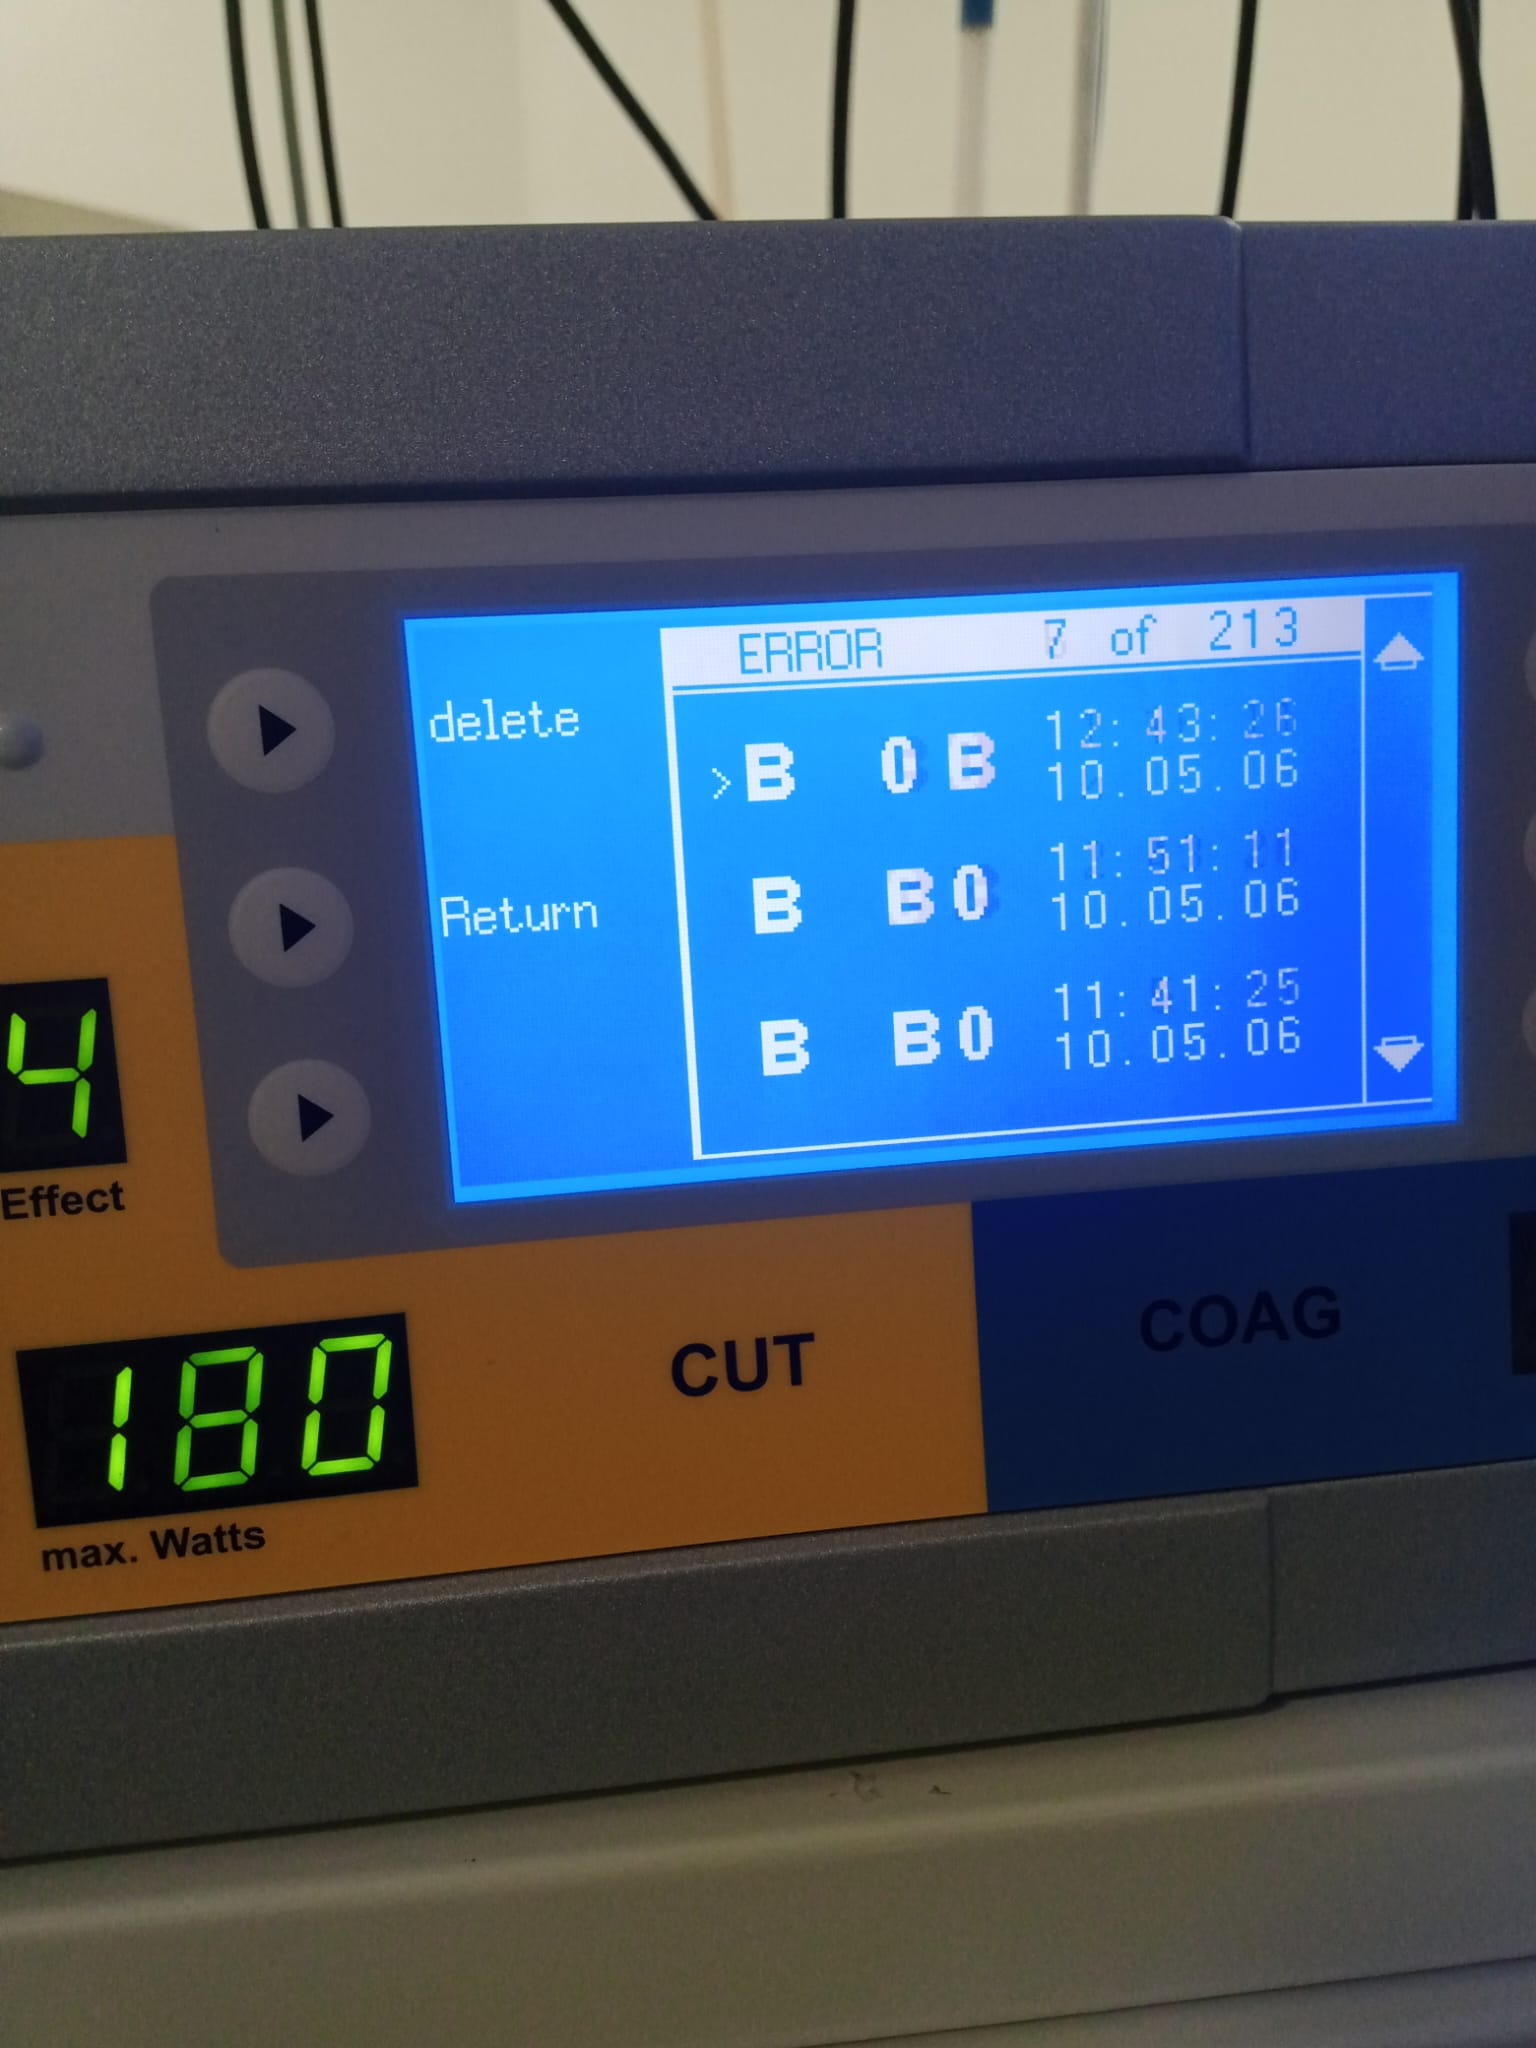 ERROR 7 of 213
delete
>B 0B 12:43:26
10.05.06
B B0 11:51:11
10.05.06
Return
B B0 11:41:25
10.05.06
4
Effect
180
max. Watts
CUT
COAG